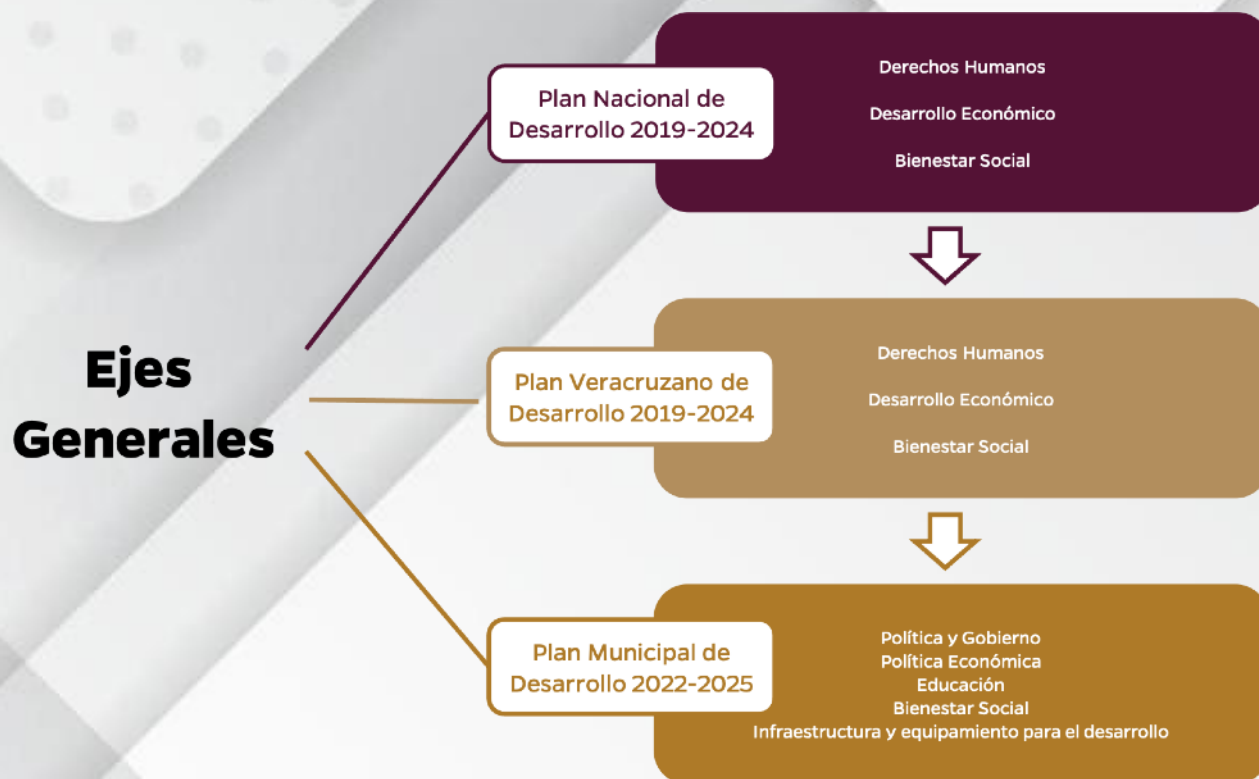 Ejes
Generales
Plan Nacional de
Desarrollo 2019-2024
Derechos Humanos
Desarrollo Económico
Bienestar Social
Plan Veracruzano de
Desarrollo 2019-2024
Derechos Humanos
Desarrollo Económico
Bienestar Social
Plan Municipal de
Desarrollo 2022-2025
Política y Gobierno
Política Económica
Educación
Bienestar Social
Infraestructura y equipamiento para el desarrollo